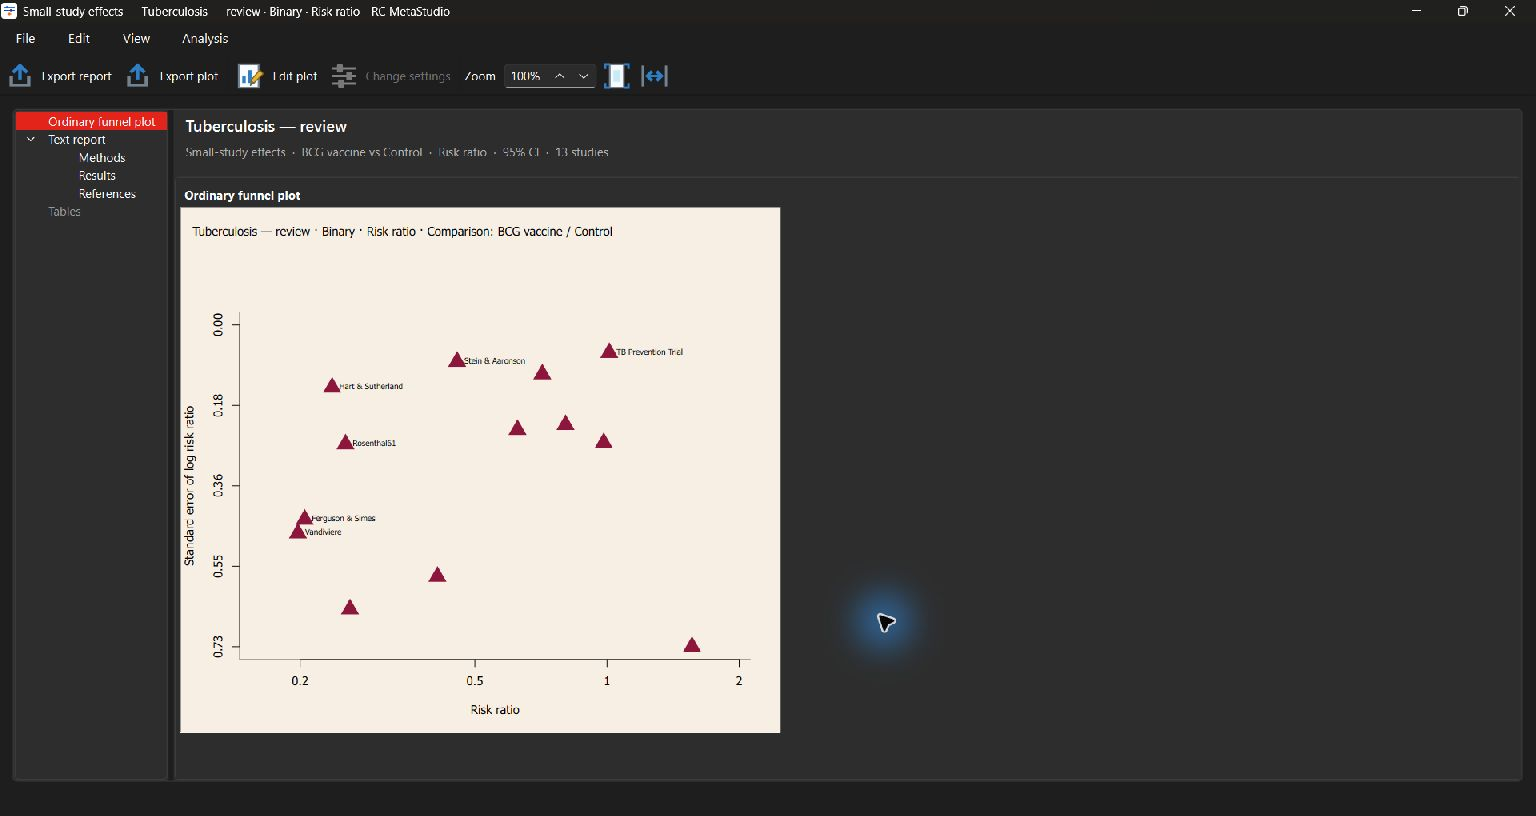 Small-study effects Tuberculosis review · Binary · Risk ratio RC MetaStudio
File Edit View Analysis
Export report Export plot Edit plot Change settings Zoom 100%
Ordinary funnel plot
Text report
Methods
Results
References
Tables
Tuberculosis — review
Small-study effects · BCG vaccine vs Control · Risk ratio · 95% CI · 13 studies
Ordinary funnel plot
Tuberculosis — review · Binary · Risk ratio · Comparison: BCG vaccine / Control
Standard error of log risk ratio
0.00
0.18
0.36
0.55
0.73
TB Prevention Trial
Stein & Aaronson
Hart & Sutherland
Rosenthal61
Ferguson & Simes
Vandiviere
0.2 0.5 1 2
Risk ratio